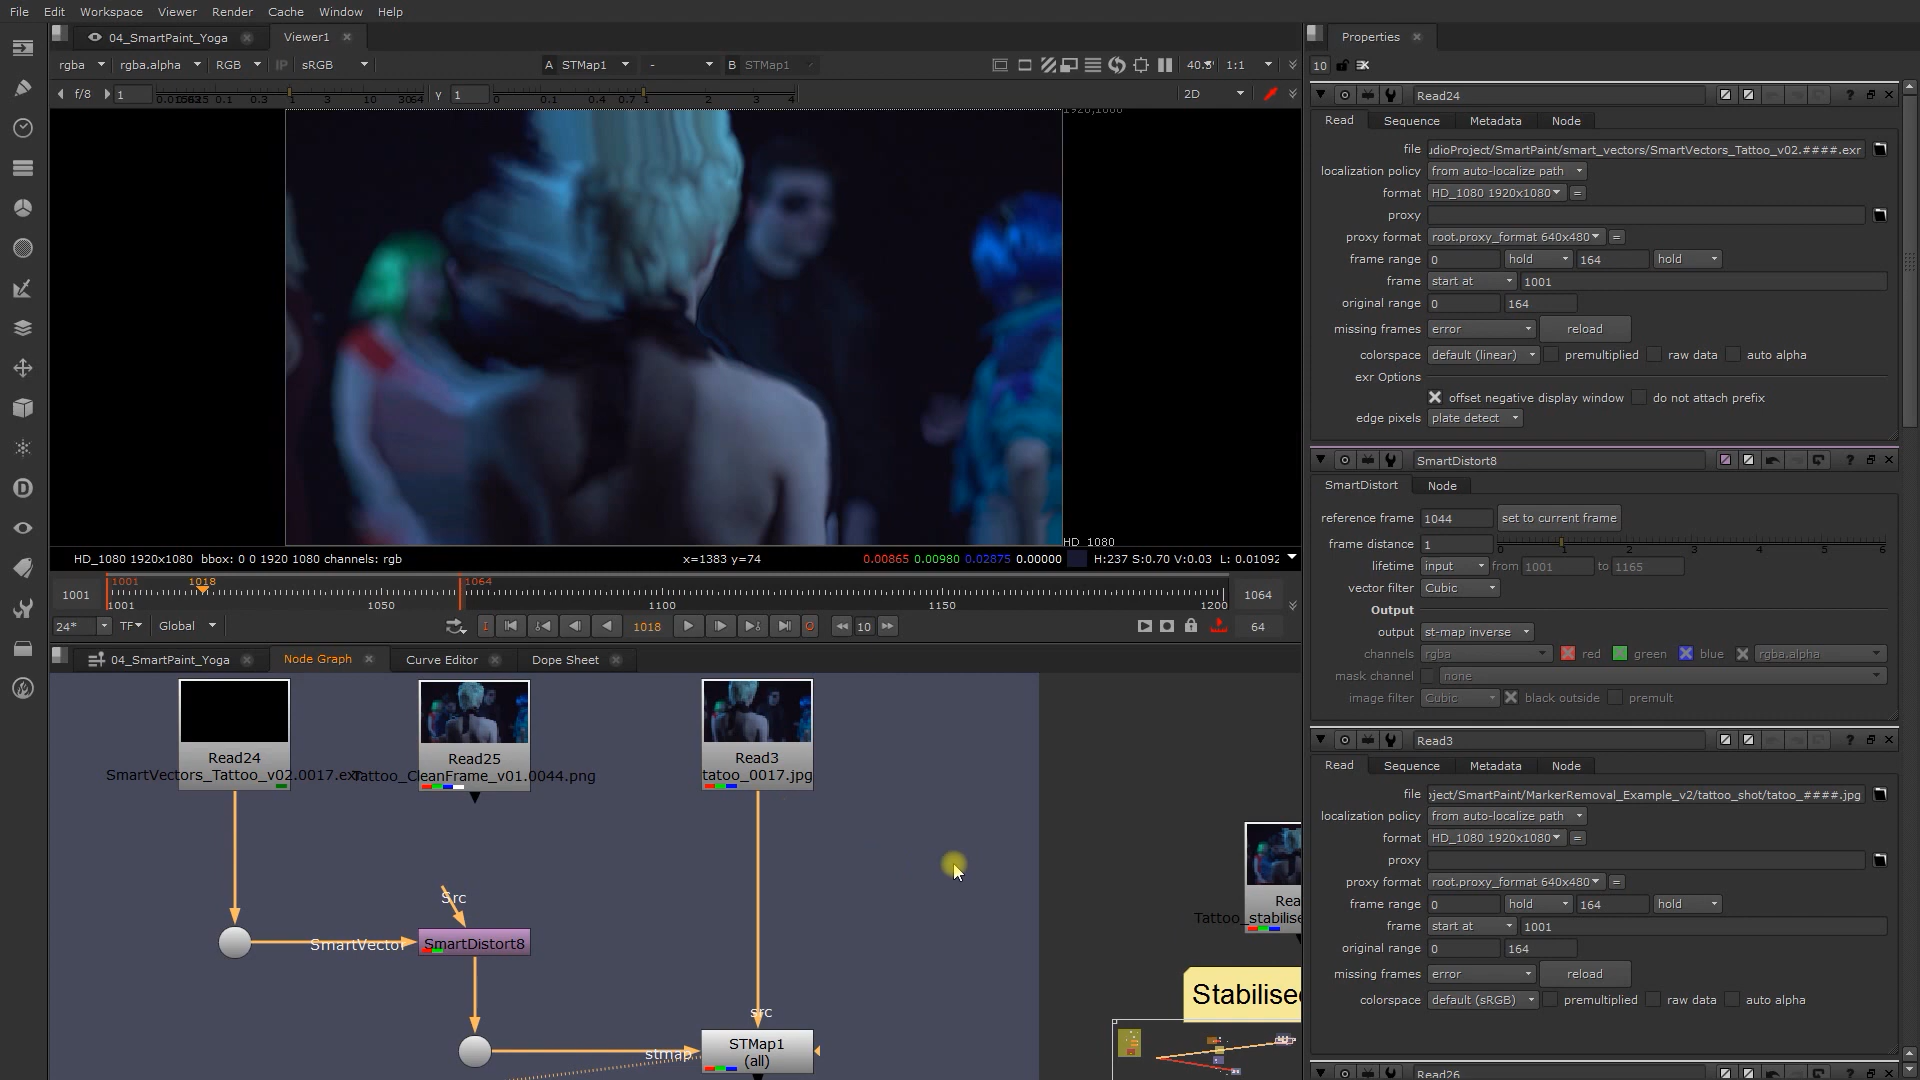 File Edit Workspace Viewer Render Cache Window Help
04_SmartPaint_Yoga Viewer1
Properties
rgba rgba.alpha RGB IP sRGB A STMap1 - B STMap1 1:1
10
f/8 1 y 1 2D
Read24
Read Sequence Metadata Node
file udioProject/SmartPaint/smart_vectors/SmartVectors_Tattoo_v02.####.exr
localization policy from auto-localize path
format HD_1080 1920x1080 =
proxy
proxy format root.proxy_format 640x480 =
frame range 0 hold 164 hold
frame start at 1001
original range 0 164
missing frames error reload
colorspace default (linear) premultiplied raw data auto alpha
exr Options
offset negative display window do not attach prefix
edge pixels plate detect
SmartDistort8
SmartDistort Node
reference frame 1044 set to current frame
frame distance 1 0 1 2 3 4 5 6
lifetime input from 1001 to 1165
vector filter Cubic
Output
output st-map inverse
channels rgba red green blue rgba.alpha
mask channel none
image filter Cubic black outside premult
Read3
Read Sequence Metadata Node
file ject/SmartPaint/MarkerRemoval_Example_v2/tattoo_shot/tatoo_####.jpg
localization policy from auto-localize path
format HD_1080 1920x1080 =
proxy
proxy format root.proxy_format 640x480 =
frame range 0 hold 164 hold
frame start at 1001
original range 0 164
missing frames error reload
colorspace default (sRGB) premultiplied raw data auto alpha
Read26
HD_1080
HD_1080 1920x1080 bbox: 0 0 1920 1080 channels: rgb x=1383 y=74 0.00865 0.00980 0.02875 0.00000 H:237 S:0.70 V:0.03 L: 0.01092
1001 1001 1018 1064 1064
1001 1050 1100 1150 1200
24* TF Global 1018 10 64
04_SmartPaint_Yoga Node Graph Curve Editor Dope Sheet
Read24
SmartVectors_Tattoo_v02.0017.exr
Read25
Tattoo_CleanFrame_v01.0044.png
Read3
tatoo_0017.jpg
Src
SmartVector SmartDistort8
src
stmap STMap1
(all)
Rea
Tattoo_stabilise
Stabilise